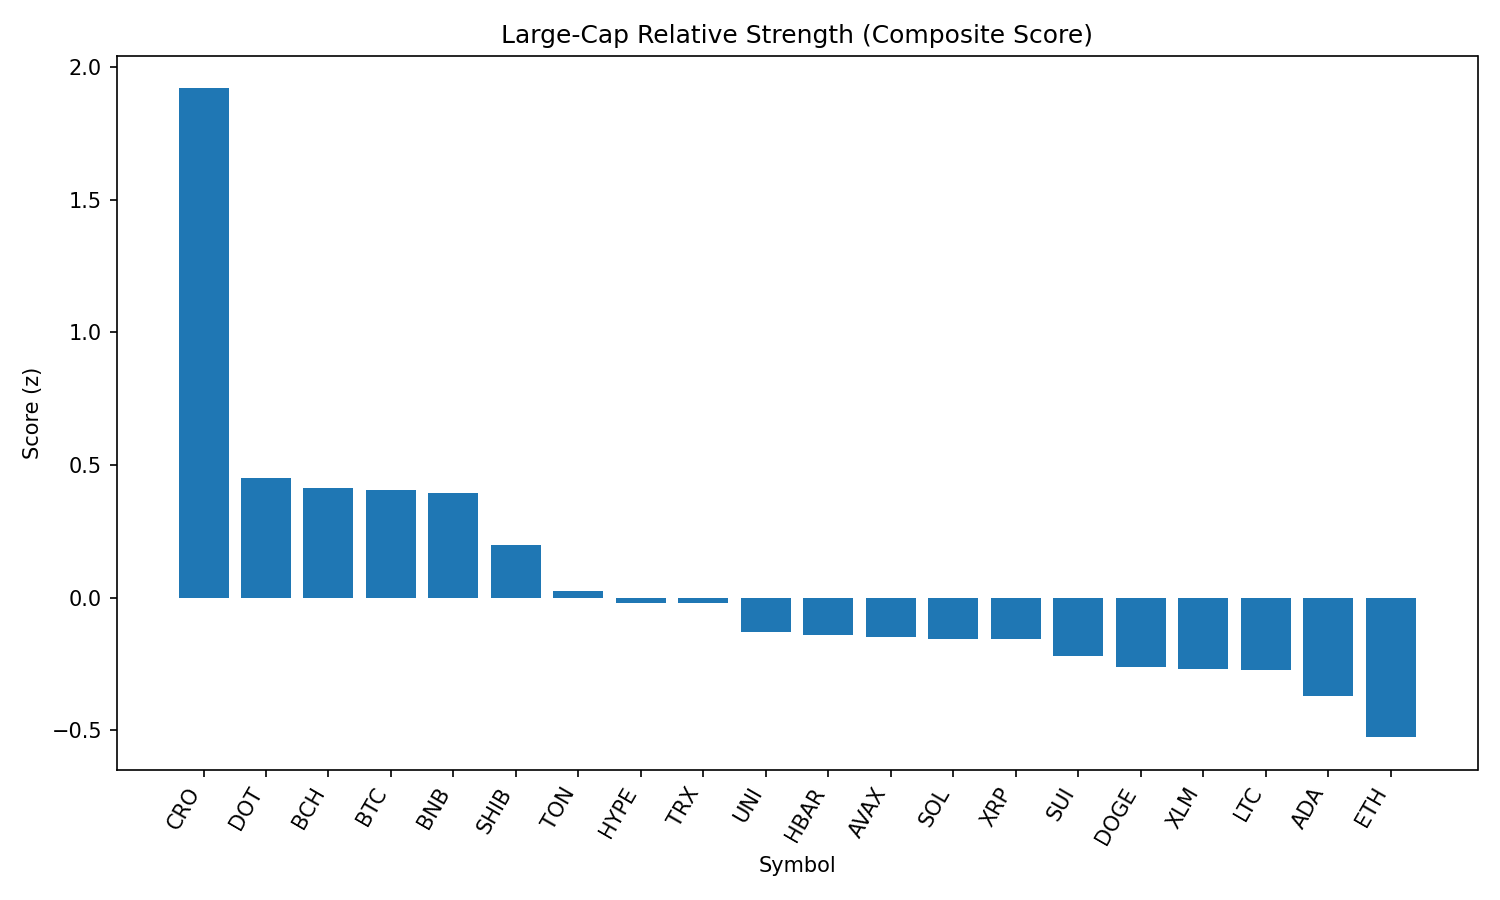 Large-Cap Relative Strength (Composite Score)
2.0
1.5
1.0
0.5
0.0
−0.5
Score (z)
CRO
DOT
BCH
BTC
BNB
SHIB
TON
HYPE
TRX
UNI
HBAR
AVAX
SOL
XRP
SUI
DOGE
XLM
LTC
ADA
ETH
Symbol